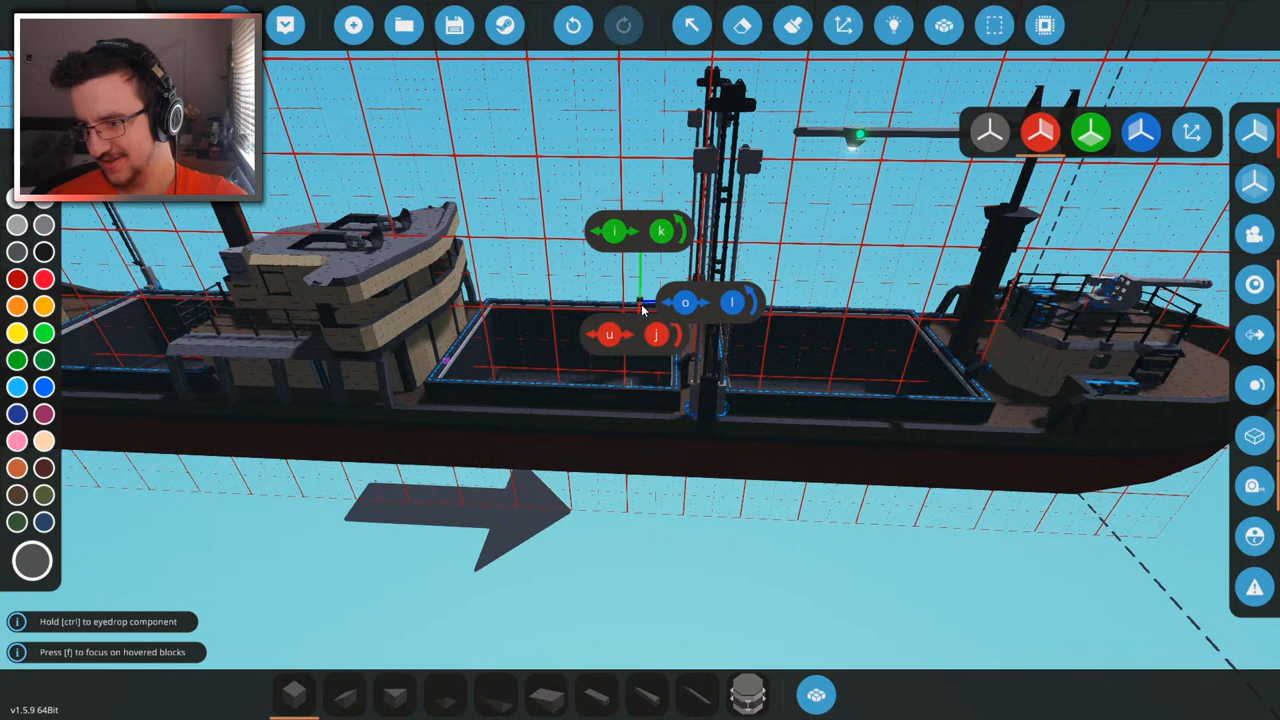 i k
o l
u j
Hold [ctrl] to eyedrop component
Press [f] to focus on hovered blocks
v1.5.9 64Bit